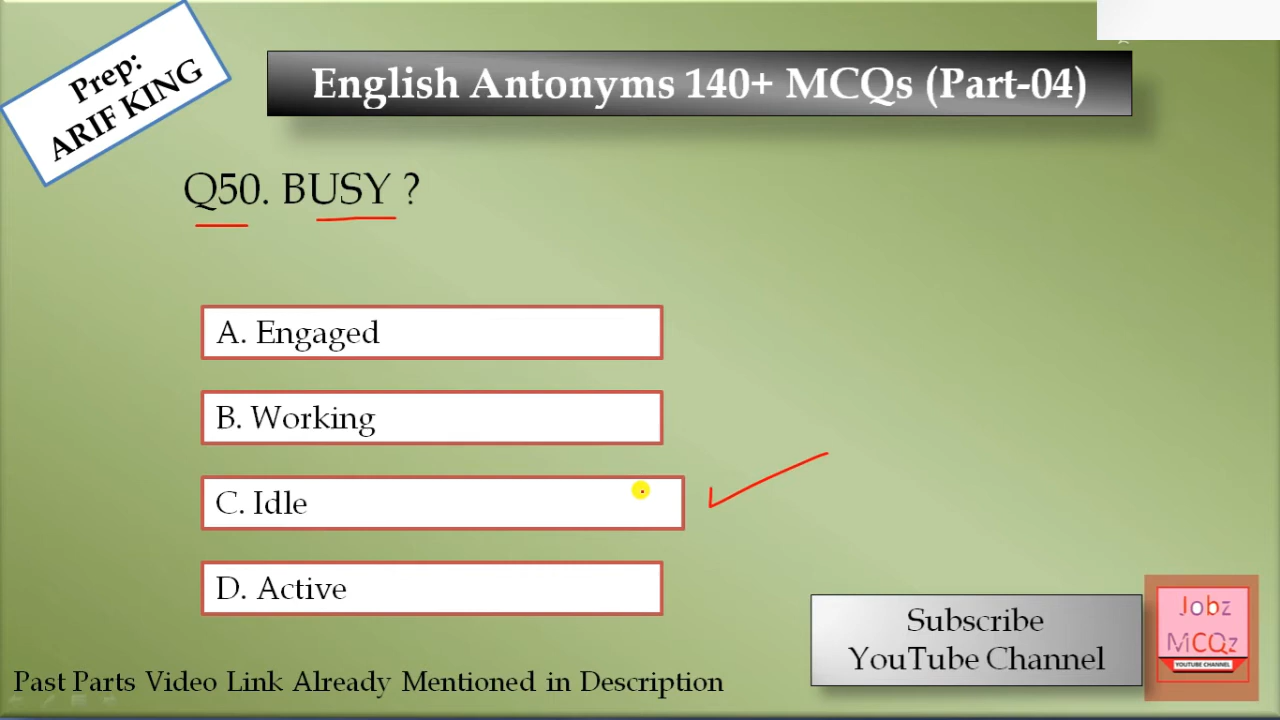 Prep:
ARIF KING
English Antonyms 140+ MCQs (Part-04)
Q50. BUSY ?
A. Engaged
B. Working
C. Idle
D. Active
Subscribe
YouTube Channel
Jobz
MCQz
YOUTUBE CHANNEL
Past Parts Video Link Already Mentioned in Description